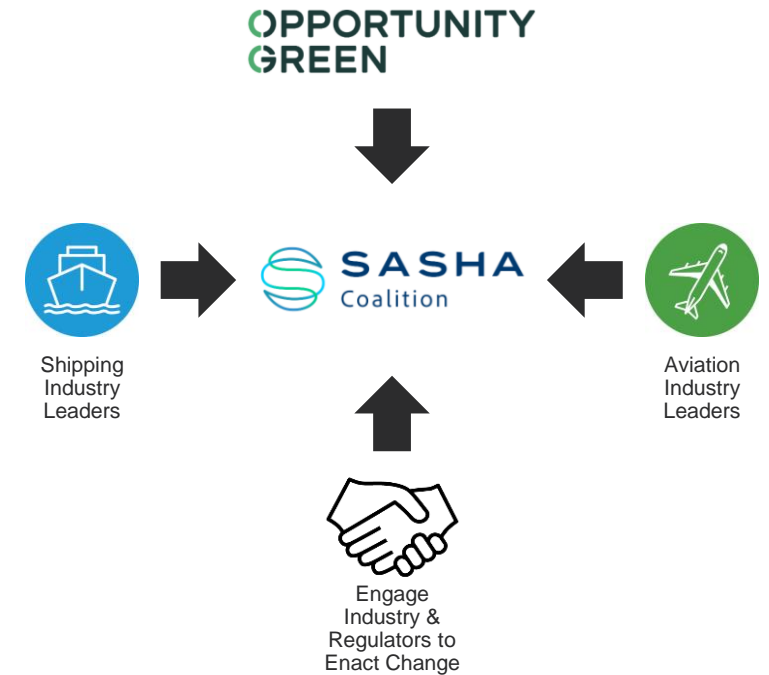 OPPORTUNITY
GREEN
SASHA
Coalition
Shipping
Industry
Leaders
Aviation
Industry
Leaders
Engage
Industry &
Regulators to
Enact Change